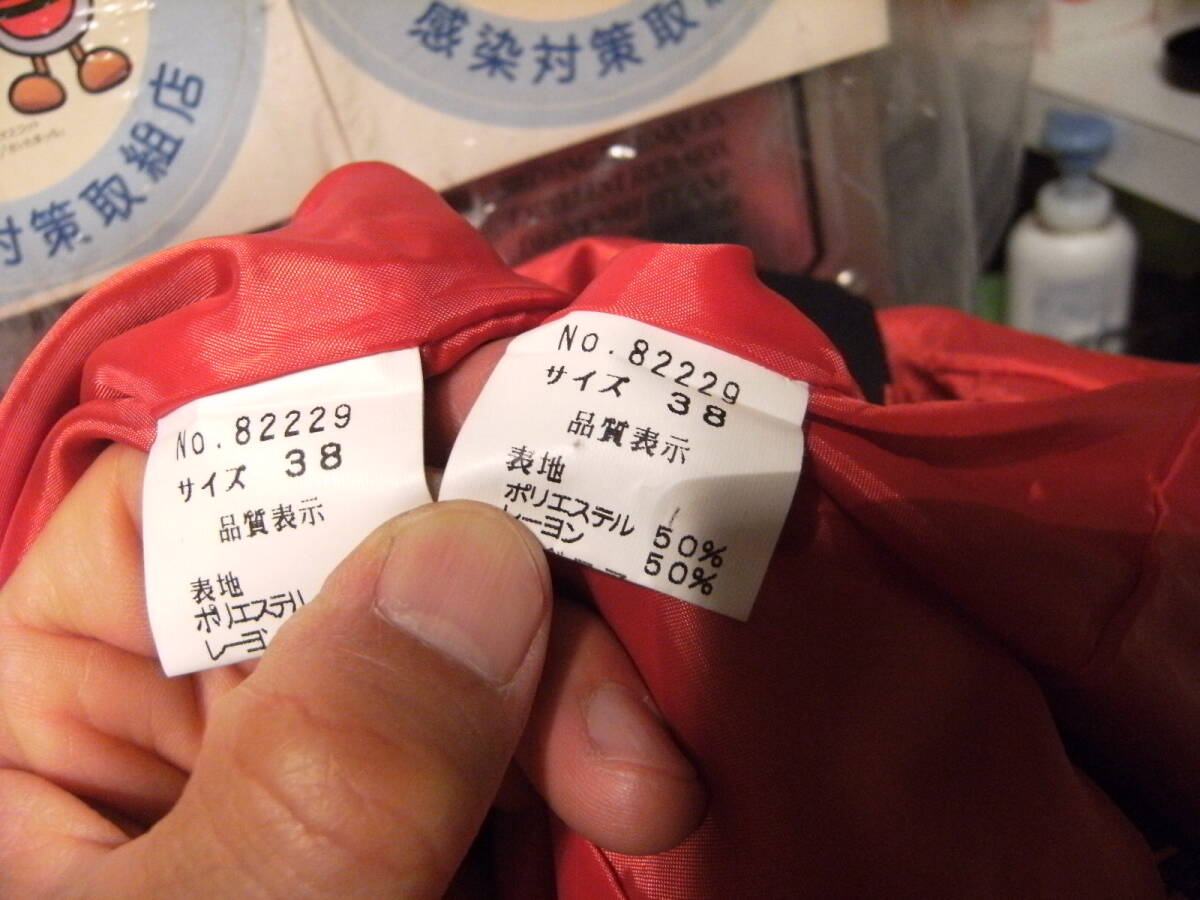 感染対策取
対策取組店
No.82229
サイズ 38
品質表示
表地
ポリエステル
レーヨン
No.82229
サイズ 38
品質表示
表地
ポリエステル 50%
レーヨン 50%